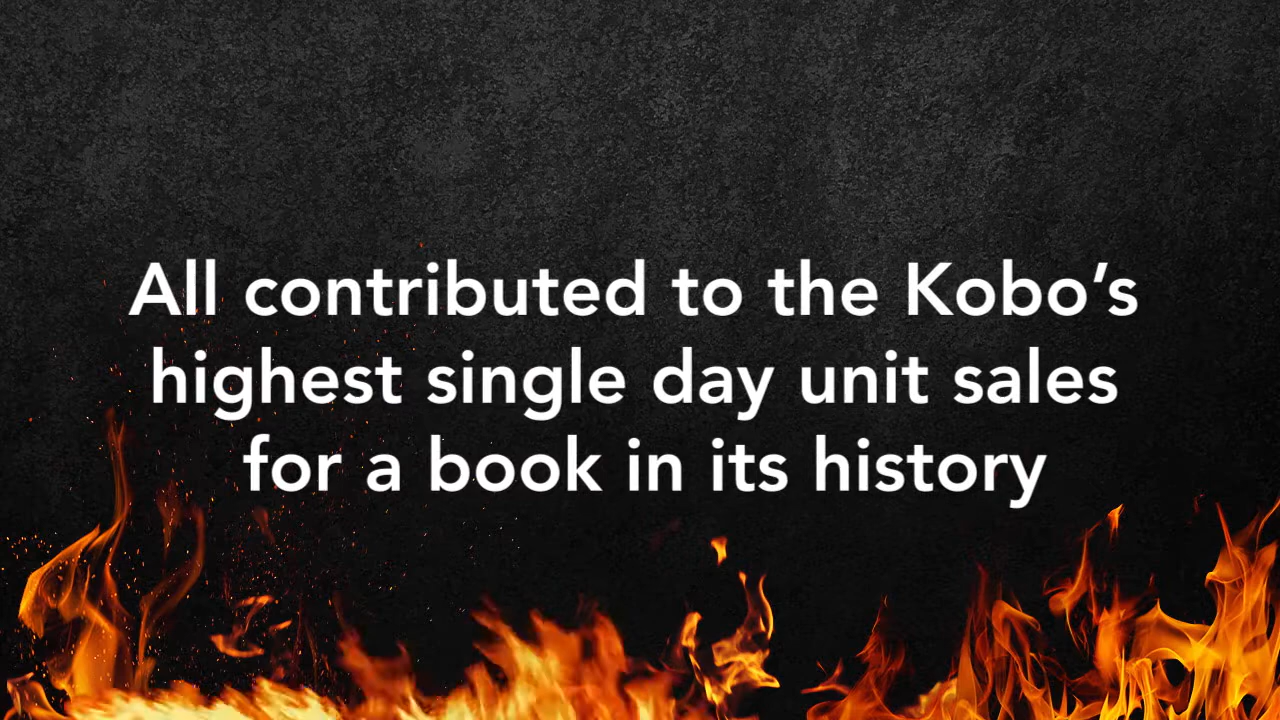 All contributed to the Kobo’s
highest single day unit sales
for a book in its history